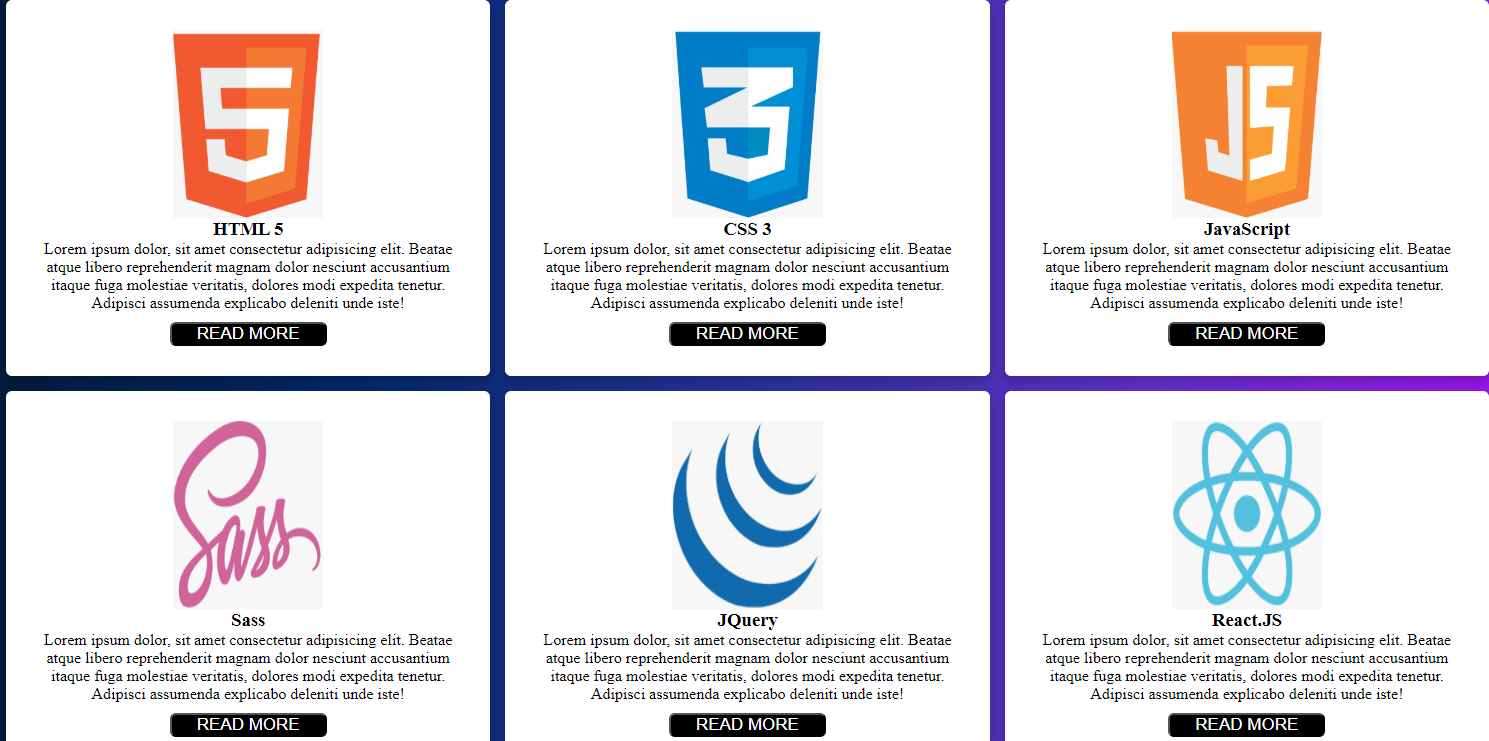 5
3
JS
HTML 5
CSS 3
JavaScript
Lorem ipsum dolor, sit amet consectetur adipisicing elit. Beatae
atque libero reprehenderit magnam dolor nesciunt accusantium
itaque fuga molestiae veritatis, dolores modi expedita tenetur.
Adipisci assumenda explicabo deleniti unde iste!
Lorem ipsum dolor, sit amet consectetur adipisicing elit. Beatae
atque libero reprehenderit magnam dolor nesciunt accusantium
itaque fuga molestiae veritatis, dolores modi expedita tenetur.
Adipisci assumenda explicabo deleniti unde iste!
Lorem ipsum dolor, sit amet consectetur adipisicing elit. Beatae
atque libero reprehenderit magnam dolor nesciunt accusantium
itaque fuga molestiae veritatis, dolores modi expedita tenetur.
Adipisci assumenda explicabo deleniti unde iste!
READ MORE
READ MORE
READ MORE
Sass
Sass
JQuery
React.JS
Lorem ipsum dolor, sit amet consectetur adipisicing elit. Beatae
atque libero reprehenderit magnam dolor nesciunt accusantium
itaque fuga molestiae veritatis, dolores modi expedita tenetur.
Adipisci assumenda explicabo deleniti unde iste!
Lorem ipsum dolor, sit amet consectetur adipisicing elit. Beatae
atque libero reprehenderit magnam dolor nesciunt accusantium
itaque fuga molestiae veritatis, dolores modi expedita tenetur.
Adipisci assumenda explicabo deleniti unde iste!
Lorem ipsum dolor, sit amet consectetur adipisicing elit. Beatae
atque libero reprehenderit magnam dolor nesciunt accusantium
itaque fuga molestiae veritatis, dolores modi expedita tenetur.
Adipisci assumenda explicabo deleniti unde iste!
READ MORE
READ MORE
READ MORE